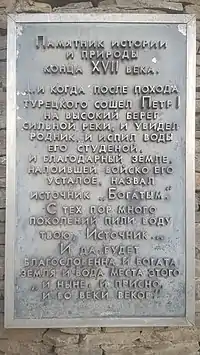 Памятник истории
и природы
конца XVII века.
...и когда после похода
турецкого сошел Петр I
на высокий берег
сильной реки, и увидел
родник и испил воды
его студеной.
И благодарный земле,
напоившей войско его
усталое, назвал
источник „Богатым."
С тех пор много
поколений пили воду
твою, Источник...
И да будет
благословенна и богата
земля и вода места этого
„и ныне, и присно,
и во веки веков!"